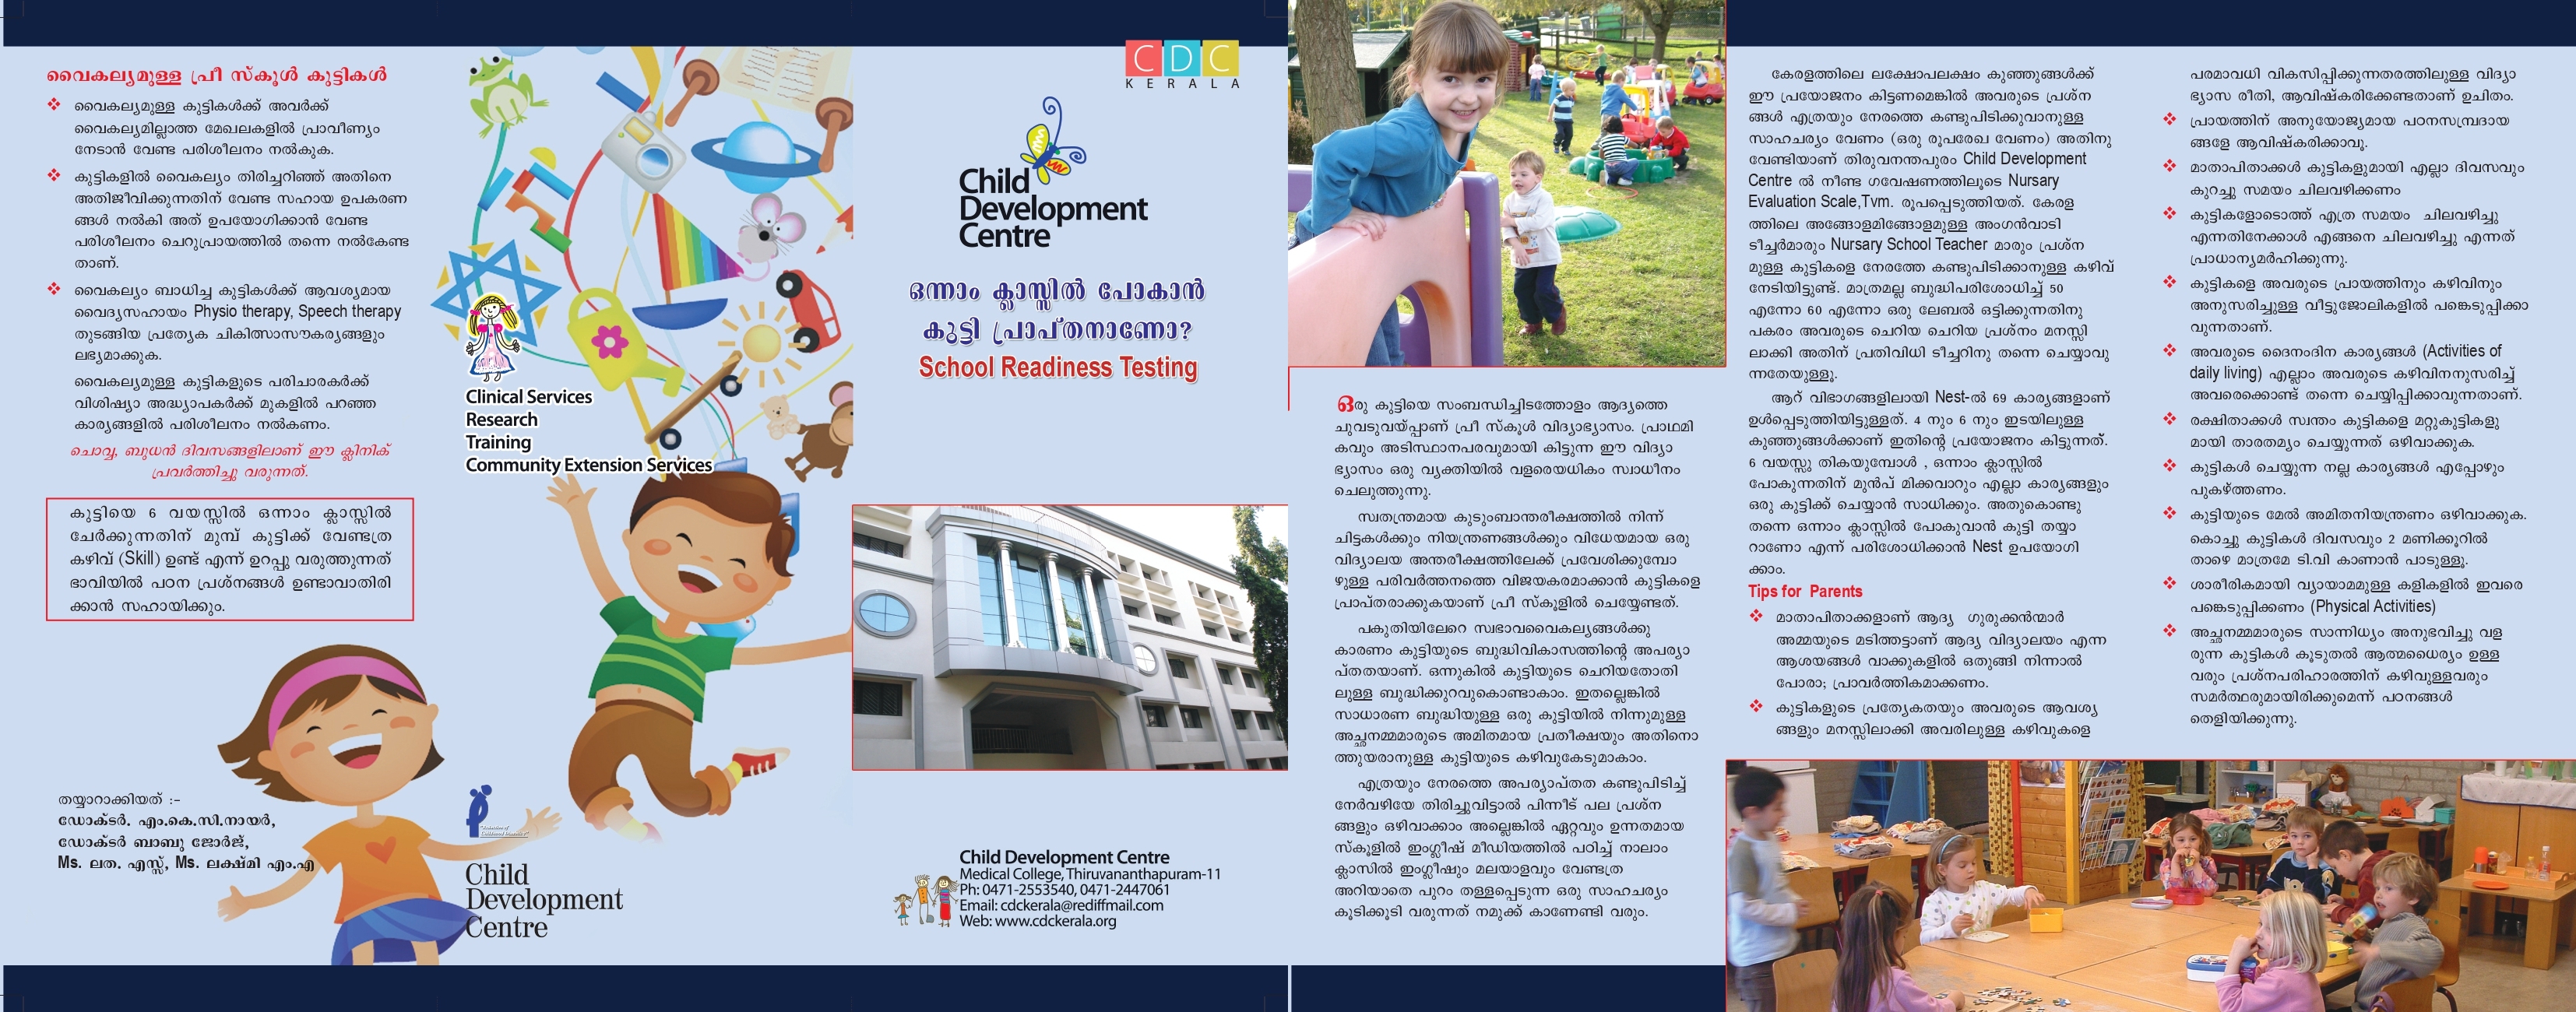 വൈകല്യമുള്ള പ്രീ സ്കൂൾ കുട്ടികൾ
❖ വൈകല്യമുള്ള കുട്ടികൾക്ക് അവർക്ക്
വൈകല്യമില്ലാത്ത മേഖലകളിൽ പ്രാവീണ്യം
നേടാൻ വേണ്ട പരിശീലനം നൽകുക.
❖ കുട്ടികളിൽ വൈകല്യം തിരിച്ചറിഞ്ഞ് അതിനെ
അതിജീവിക്കുന്നതിന് വേണ്ട സഹായ ഉപകരണ
ങ്ങൾ നൽകി അത് ഉപയോഗിക്കാൻ വേണ്ട
പരിശീലനം ചെറുപ്രായത്തിൽ തന്നെ നൽകേണ്ട
താണ്.
❖ വൈകല്യം ബാധിച്ച കുട്ടികൾക്ക് ആവശ്യമായ
വൈദ്യസഹായം Physio therapy, Speech therapy
തുടങ്ങിയ പ്രത്യേക ചികിത്സാസൗകര്യങ്ങളും
ലഭ്യമാക്കുക.
വൈകല്യമുള്ള കുട്ടികളുടെ പരിചാരകർക്ക്
വിശിഷ്യാ അദ്ധ്യാപകർക്ക് മുകളിൽ പറഞ്ഞ
കാര്യങ്ങളിൽ പരിശീലനം നൽകണം.
ചൊവ്വ, ബുധൻ ദിവസങ്ങളിലാണ് ഈ ക്ലിനിക്
പ്രവർത്തിച്ചു വരുന്നത്.
കുട്ടിയെ 6 വയസ്സിൽ ഒന്നാം ക്ലാസ്സിൽ
ചേർക്കുന്നതിന് മുമ്പ് കുട്ടിക്ക് വേണ്ടത്ര
കഴിവ് (Skill) ഉണ്ട് എന്ന് ഉറപ്പു വരുത്തുന്നത്
ഭാവിയിൽ പഠന പ്രശ്നങ്ങൾ ഉണ്ടാവാതിരി
ക്കാൻ സഹായിക്കും.
തയ്യാറാക്കിയത് :-
ഡോക്ടർ. എം.കെ.സി.നായർ,
ഡോക്ടർ ബാബു ജോർജ്,
Ms. ലത. എസ്സ്, Ms. ലക്ഷ്മി എം.എ
Clinical Services
Research
Training
Community Extension Services
Child
Development
Centre
CDC
KERALA
Child
Development
Centre
ഒന്നാം ക്ലാസ്സിൽ പോകാൻ
കുട്ടി പ്രാപ്തനാണോ?
School Readiness Testing
Child Development Centre
Medical College, Thiruvananthapuram-11
Ph: 0471-2553540, 0471-2447061
Email: cdckerala@rediffmail.com
Web: www.cdckerala.org
ഒരു കുട്ടിയെ സംബന്ധിച്ചിടത്തോളം ആദ്യത്തെ
ചുവടുവയ്പ്പാണ് പ്രീ സ്കൂൾ വിദ്യാഭ്യാസം. പ്രാഥമി
കവും അടിസ്ഥാനപരവുമായി കിട്ടുന്ന ഈ വിദ്യാ
ഭ്യാസം ഒരു വ്യക്തിയിൽ വളരെയധികം സ്വാധീനം
ചെലുത്തുന്നു.
സ്വതന്ത്രമായ കുടുംബാന്തരീക്ഷത്തിൽ നിന്ന്
ചിട്ടകൾക്കും നിയന്ത്രണങ്ങൾക്കും വിധേയമായ ഒരു
വിദ്യാലയ അന്തരീക്ഷത്തിലേക്ക് പ്രവേശിക്കുമ്പോ
ഴുള്ള പരിവർത്തനത്തെ വിജയകരമാക്കാൻ കുട്ടികളെ
പ്രാപ്തരാക്കുകയാണ് പ്രീ സ്കൂളിൽ ചെയ്യേണ്ടത്.
പകുതിയിലേറെ സ്വഭാവവൈകല്യങ്ങൾക്കു
കാരണം കുട്ടിയുടെ ബുദ്ധിവികാസത്തിന്റെ അപര്യാ
പ്തതയാണ്. ഒന്നുകിൽ കുട്ടിയുടെ ചെറിയതോതി
ലുള്ള ബുദ്ധിക്കുറവുകൊണ്ടാകാം. ഇതല്ലെങ്കിൽ
സാധാരണ ബുദ്ധിയുള്ള ഒരു കുട്ടിയിൽ നിന്നുമുള്ള
അച്ഛനമ്മമാരുടെ അമിതമായ പ്രതീക്ഷയും അതിനൊ
ത്തുയരാനുള്ള കുട്ടിയുടെ കഴിവുകേടുമാകാം.
എത്രയും നേരത്തെ അപര്യാപ്തത കണ്ടുപിടിച്ച്
നേർവഴിയേ തിരിച്ചുവിട്ടാൽ പിന്നീട് പല പ്രശ്ന
ങ്ങളും ഒഴിവാക്കാം അല്ലെങ്കിൽ ഏറ്റവും ഉന്നതമായ
സ്കൂളിൽ ഇംഗ്ലീഷ് മീഡിയത്തിൽ പഠിച്ച് നാലാം
ക്ലാസിൽ ഇംഗ്ലീഷും മലയാളവും വേണ്ടത്ര
അറിയാതെ പുറം തള്ളപ്പെടുന്ന ഒരു സാഹചര്യം
കൂടിക്കൂടി വരുന്നത് നമുക്ക് കാണേണ്ടി വരും.
കേരളത്തിലെ ലക്ഷോപലക്ഷം കുഞ്ഞുങ്ങൾക്ക്
ഈ പ്രയോജനം കിട്ടണമെങ്കിൽ അവരുടെ പ്രശ്ന
ങ്ങൾ എത്രയും നേരത്തെ കണ്ടുപിടിക്കുവാനുള്ള
സാഹചര്യം വേണം (ഒരു രൂപരേഖ വേണം) അതിനു
വേണ്ടിയാണ് തിരുവനന്തപുരം Child Development
Centre ൽ നീണ്ട ഗവേഷണത്തിലൂടെ Nursary
Evaluation Scale,Tvm. രൂപപ്പെടുത്തിയത്. കേരള
ത്തിലെ അങ്ങോളമിങ്ങോളമുള്ള അംഗൻവാടി
ടീച്ചർമാരും Nursary School Teacher മാരും പ്രശ്ന
മുള്ള കുട്ടികളെ നേരത്തേ കണ്ടുപിടിക്കാനുള്ള കഴിവ്
നേടിയിട്ടുണ്ട്. മാത്രമല്ല ബുദ്ധിപരിശോധിച്ച് 50
എന്നോ 60 എന്നോ ഒരു ലേബൽ ഒട്ടിക്കുന്നതിനു
പകരം അവരുടെ ചെറിയ ചെറിയ പ്രശ്നം മനസ്സി
ലാക്കി അതിന് പ്രതിവിധി ടീച്ചറിനു തന്നെ ചെയ്യാവു
ന്നതേയുള്ളൂ.
ആറ് വിഭാഗങ്ങളിലായി Nest-ൽ 69 കാര്യങ്ങളാണ്
ഉൾപ്പെടുത്തിയിട്ടുള്ളത്. 4 നും 6 നും ഇടയിലുള്ള
കുഞ്ഞുങ്ങൾക്കാണ് ഇതിന്റെ പ്രയോജനം കിട്ടുന്നത്.
6 വയസ്സു തികയുമ്പോൾ , ഒന്നാം ക്ലാസ്സിൽ
പോകുന്നതിന് മുൻപ് മിക്കവാറും എല്ലാ കാര്യങ്ങളും
ഒരു കുട്ടിക്ക് ചെയ്യാൻ സാധിക്കും. അതുകൊണ്ടു
തന്നെ ഒന്നാം ക്ലാസ്സിൽ പോകുവാൻ കുട്ടി തയ്യാ
റാണോ എന്ന് പരിശോധിക്കാൻ Nest ഉപയോഗി
ക്കാം.
Tips for Parents
❖ മാതാപിതാക്കളാണ് ആദ്യ ഗുരുക്കൻന്മാർ
അമ്മയുടെ മടിത്തട്ടാണ് ആദ്യ വിദ്യാലയം എന്ന
ആശയങ്ങൾ വാക്കുകളിൽ ഒതുങ്ങി നിന്നാൽ
പോരാ; പ്രാവർത്തികമാക്കണം.
❖ കുട്ടികളുടെ പ്രത്യേകതയും അവരുടെ ആവശ്യ
ങ്ങളും മനസ്സിലാക്കി അവരിലുള്ള കഴിവുകളെ
പരമാവധി വികസിപ്പിക്കുന്നതരത്തിലുള്ള വിദ്യാ
ഭ്യാസ രീതി, ആവിഷ്കരിക്കേണ്ടതാണ് ഉചിതം.
❖ പ്രായത്തിന് അനുയോജ്യമായ പഠനസമ്പ്രദായ
ങ്ങളേ ആവിഷ്കരിക്കാവൂ.
❖ മാതാപിതാക്കൾ കുട്ടികളുമായി എല്ലാ ദിവസവും
കുറച്ചു സമയം ചിലവഴിക്കണം
❖ കുട്ടികളോടൊത്ത് എത്ര സമയം ചിലവഴിച്ചു
എന്നതിനേക്കാൾ എങ്ങനെ ചിലവഴിച്ചു എന്നത്
പ്രാധാന്യമർഹിക്കുന്നു.
❖ കുട്ടികളെ അവരുടെ പ്രായത്തിനും കഴിവിനും
അനുസരിച്ചുള്ള വീട്ടുജോലികളിൽ പങ്കെടുപ്പിക്കാ
വുന്നതാണ്.
❖ അവരുടെ ദൈനംദിന കാര്യങ്ങൾ (Activities of
daily living) എല്ലാം അവരുടെ കഴിവിനനുസരിച്ച്
അവരെക്കൊണ്ട് തന്നെ ചെയ്യിപ്പിക്കാവുന്നതാണ്.
❖ രക്ഷിതാക്കൾ സ്വന്തം കുട്ടികളെ മറ്റുകുട്ടികളു
മായി താരതമ്യം ചെയ്യുന്നത് ഒഴിവാക്കുക.
❖ കുട്ടികൾ ചെയ്യുന്ന നല്ല കാര്യങ്ങൾ എപ്പോഴും
പുകഴ്ത്തണം.
❖ കുട്ടിയുടെ മേൽ അമിതനിയന്ത്രണം ഒഴിവാക്കുക.
കൊച്ചു കുട്ടികൾ ദിവസവും 2 മണിക്കൂറിൽ
താഴെ മാത്രമേ ടി.വി കാണാൻ പാടുള്ളൂ.
❖ ശാരീരികമായി വ്യായാമമുള്ള കളികളിൽ ഇവരെ
പങ്കെടുപ്പിക്കണം (Physical Activities)
❖ അച്ഛനമ്മമാരുടെ സാന്നിധ്യം അനുഭവിച്ചു വള
രുന്ന കുട്ടികൾ കൂടുതൽ ആത്മധൈര്യം ഉള്ള
വരും പ്രശ്നപരിഹാരത്തിന് കഴിവുള്ളവരും
സമർത്ഥരുമായിരിക്കുമെന്ന് പഠനങ്ങൾ
തെളിയിക്കുന്നു.